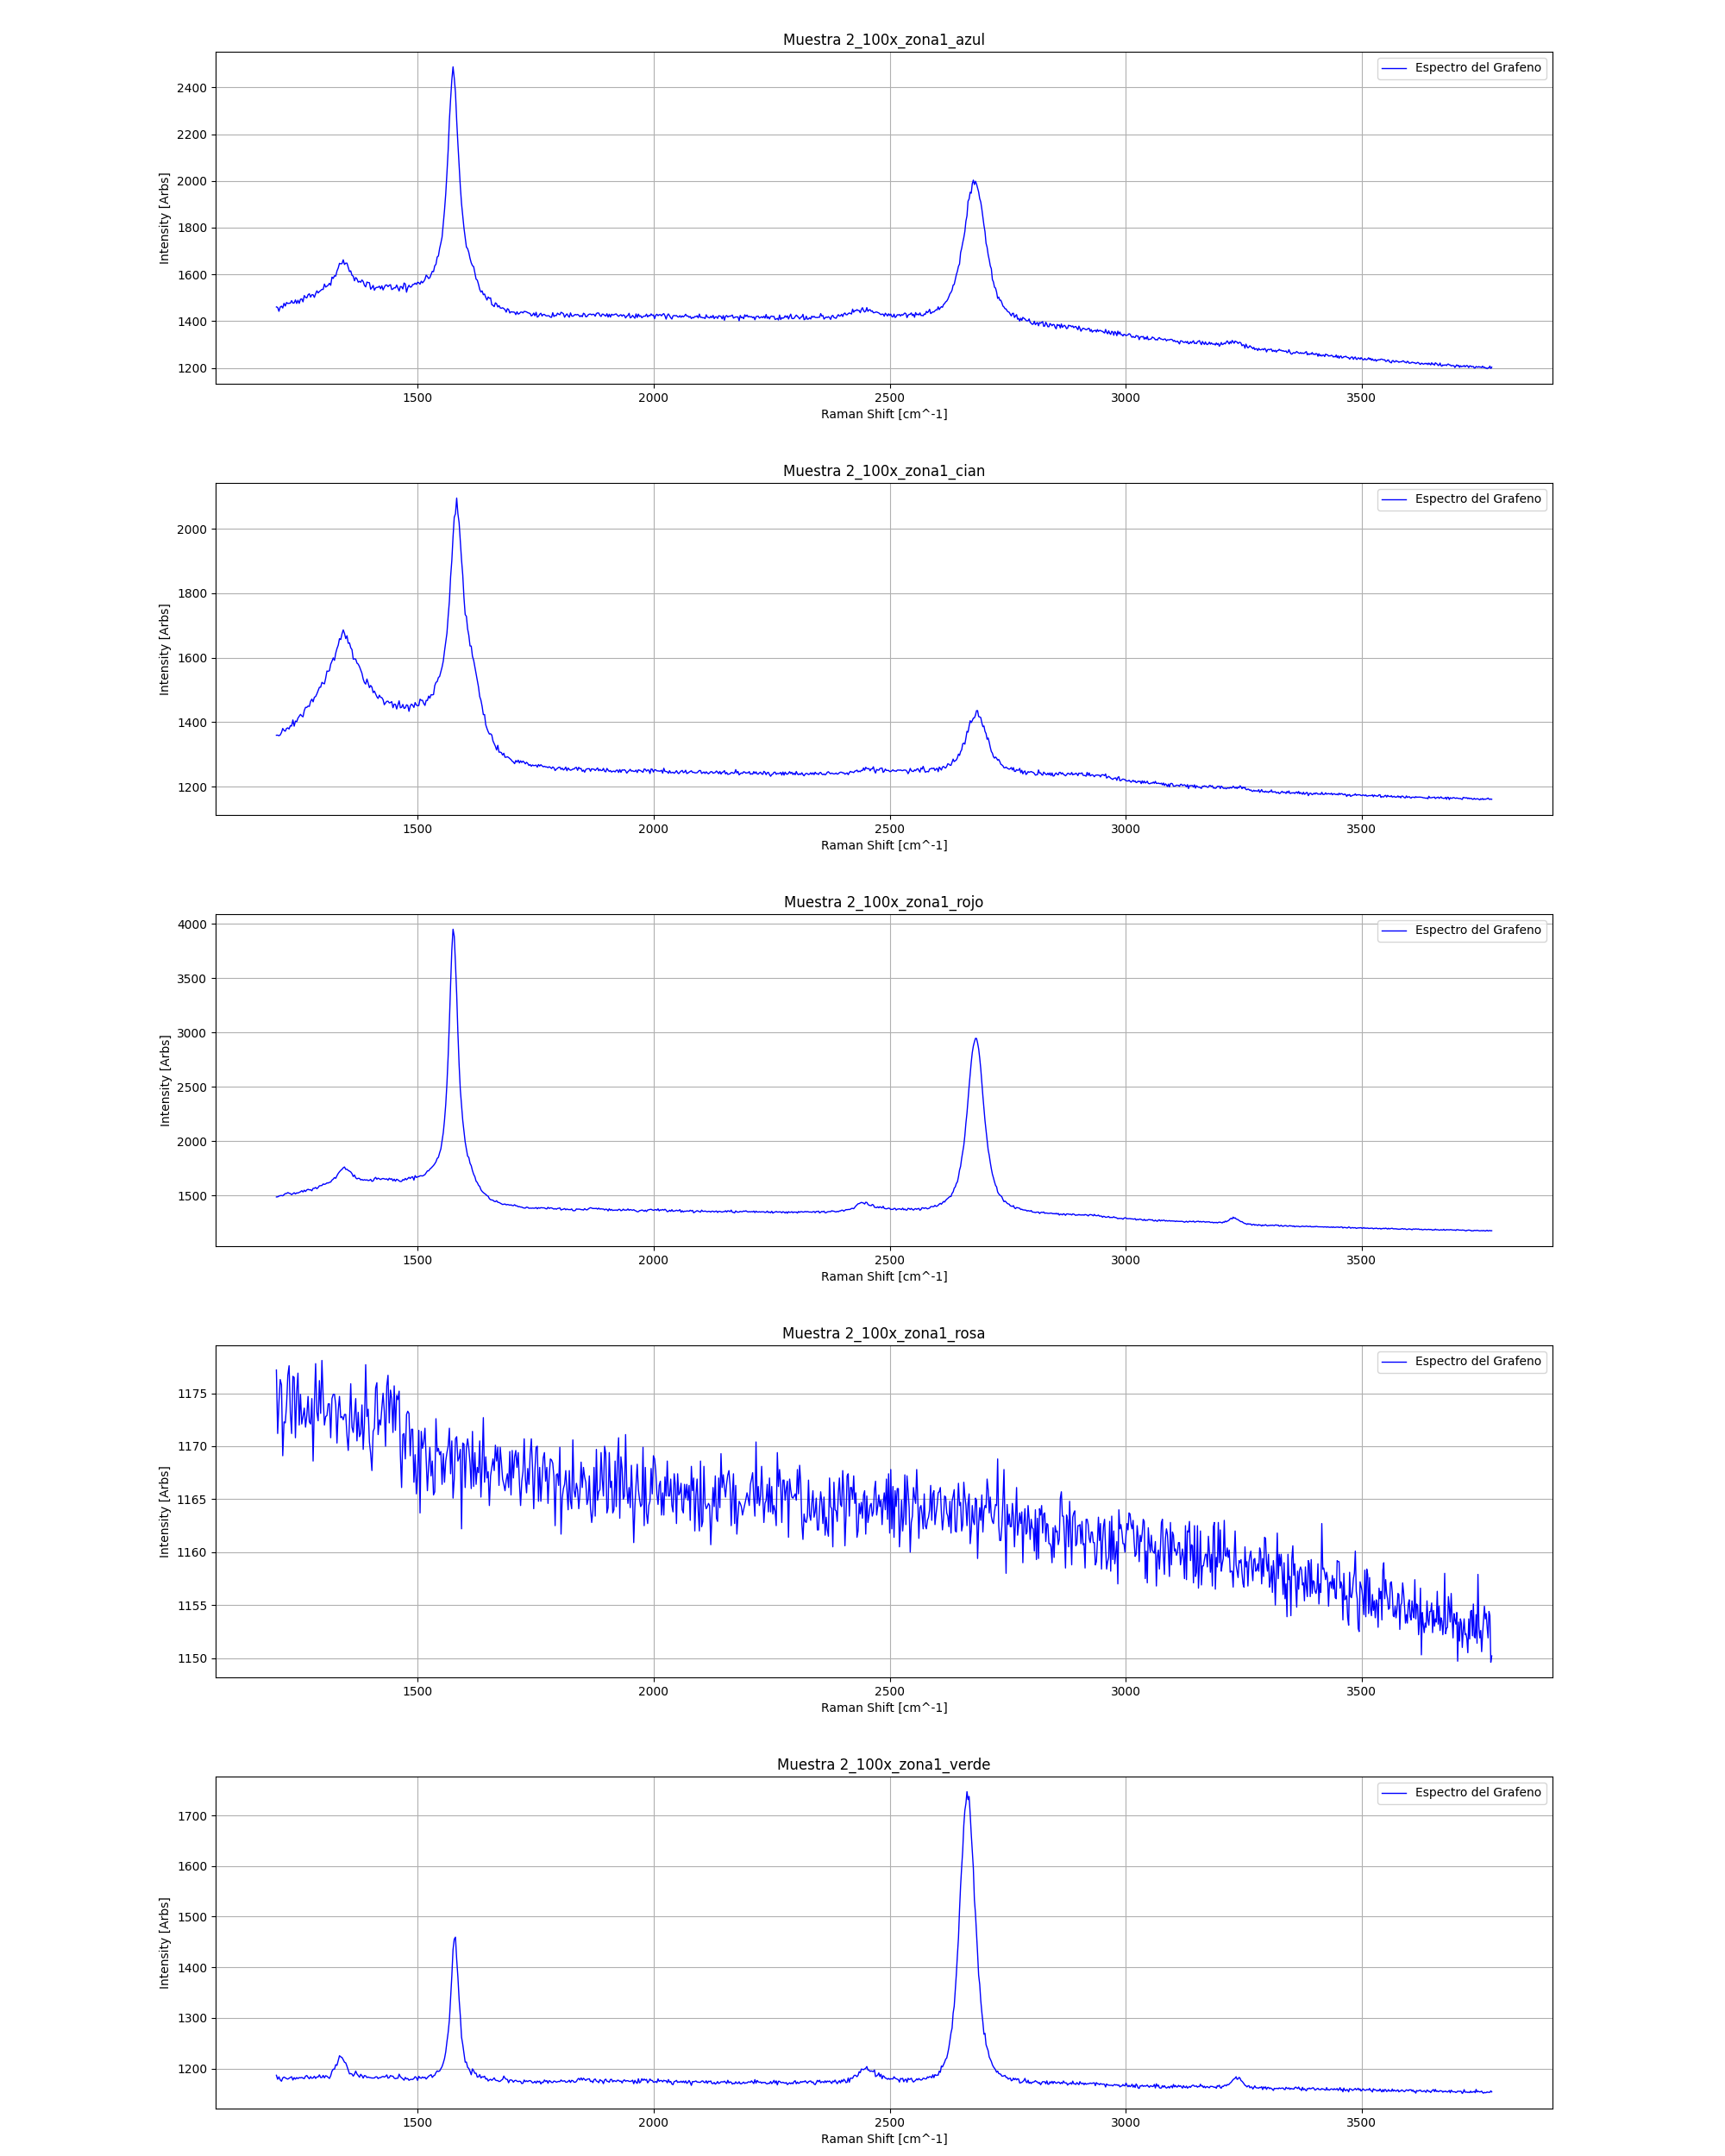 Muestra 2_100x_zona1_azul
Espectro del Grafeno
2400
2200
2000
1800
1600
1400
1200
Intensity [Arbs]
1500 2000 2500 3000 3500
Raman Shift [cm^-1]
Muestra 2_100x_zona1_cian
Espectro del Grafeno
2000
1800
1600
1400
1200
Intensity [Arbs]
1500 2000 2500 3000 3500
Raman Shift [cm^-1]
Muestra 2_100x_zona1_rojo
Espectro del Grafeno
4000
3500
3000
2500
2000
1500
Intensity [Arbs]
1500 2000 2500 3000 3500
Raman Shift [cm^-1]
Muestra 2_100x_zona1_rosa
Espectro del Grafeno
1175
1170
1165
1160
1155
1150
Intensity [Arbs]
1500 2000 2500 3000 3500
Raman Shift [cm^-1]
Muestra 2_100x_zona1_verde
Espectro del Grafeno
1700
1600
1500
1400
1300
1200
Intensity [Arbs]
1500 2000 2500 3000 3500
Raman Shift [cm^-1]